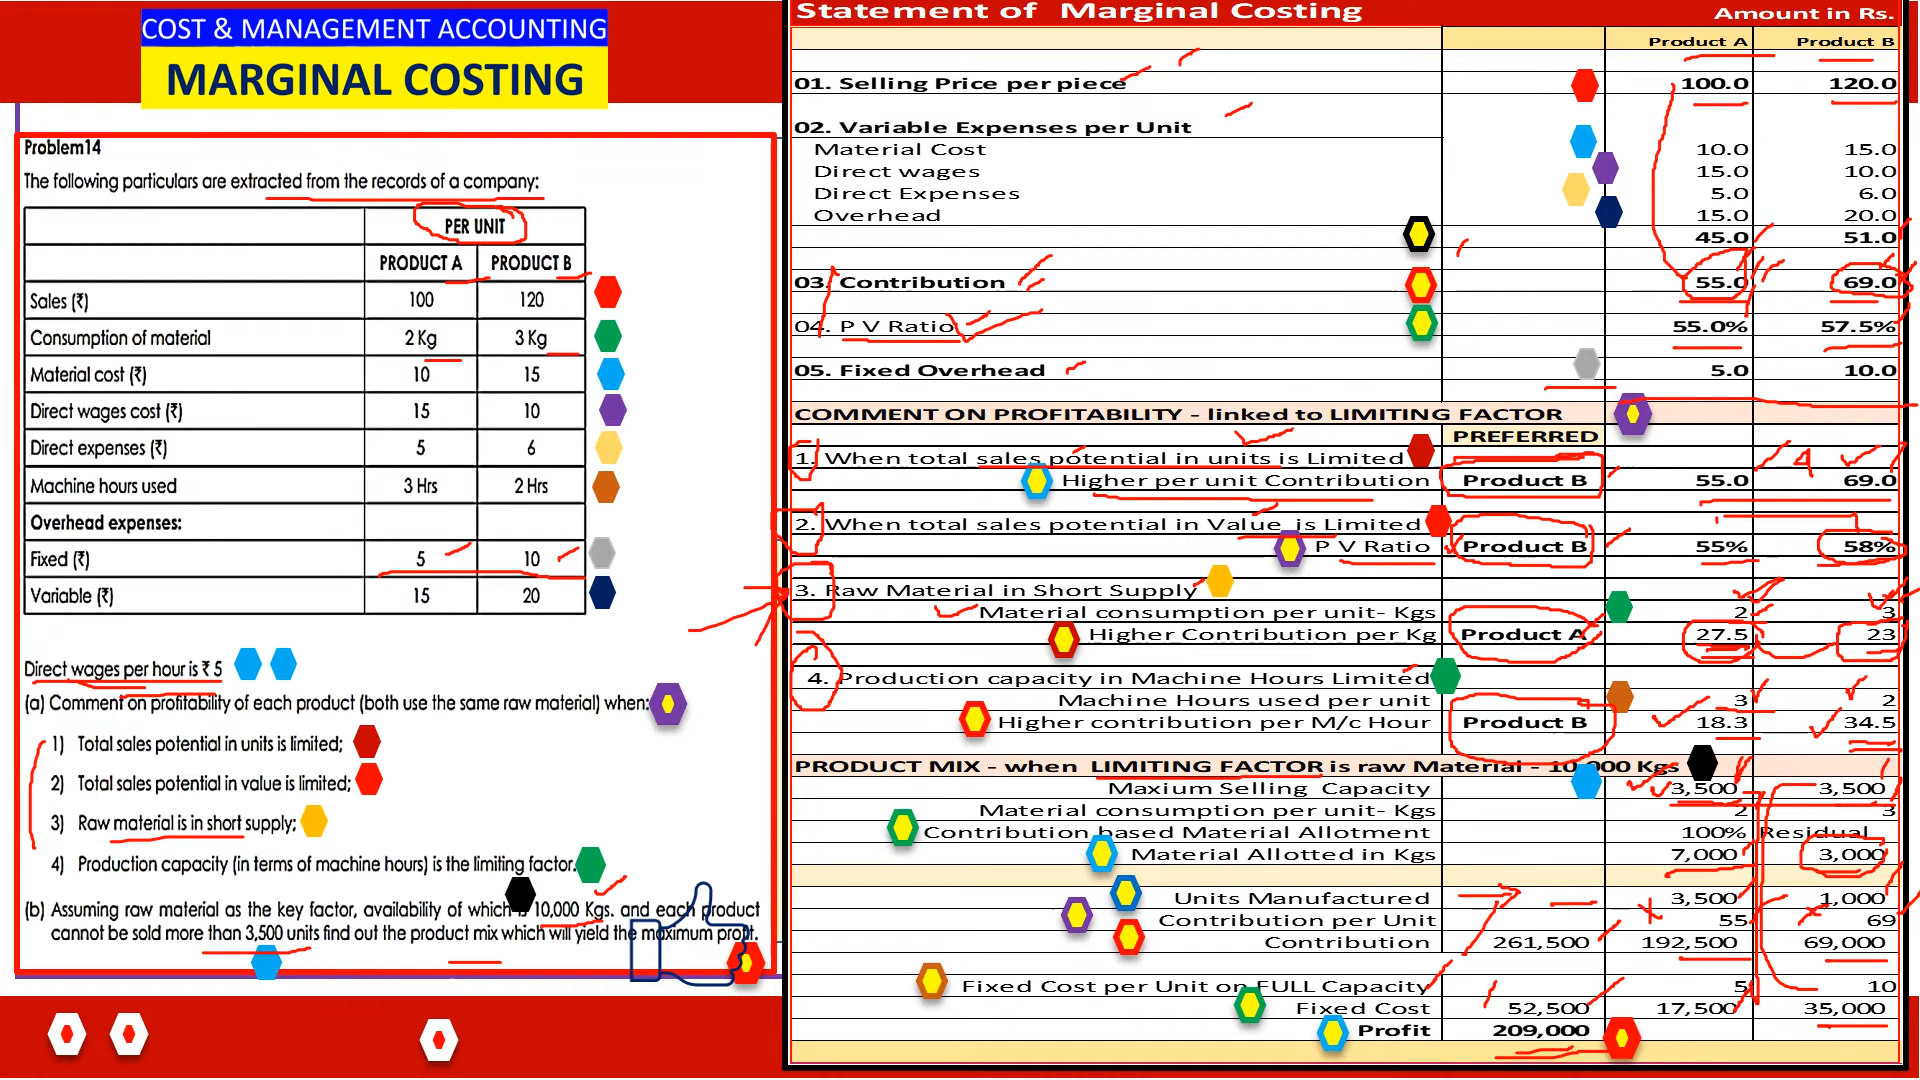 COST & MANAGEMENT ACCOUNTING
MARGINAL COSTING
Problem14
The following particulars are extracted from the records of a company:
PER UNIT
PRODUCT A PRODUCT B
Sales (₹) 100 120
Consumption of material 2 Kg 3 Kg
Material cost (₹) 10 15
Direct wages cost (₹) 15 10
Direct expenses (₹) 5 6
Machine hours used 3 Hrs 2 Hrs
Overhead expenses:
Fixed (₹) 5 10
Variable (₹) 15 20
Direct wages per hour is ₹ 5
(a) Comment on profitability of each product (both use the same raw material) when:
1) Total sales potential in units is limited;
2) Total sales potential in value is limited;
3) Raw material is in short supply;
4) Production capacity (in terms of machine hours) is the limiting factor.
(b) Assuming raw material as the key factor, availability of which is 10,000 Kgs. and each product
cannot be sold more than 3,500 units find out the product mix which will yield the maximum profit.
Statement of Marginal Costing Amount in Rs.
Product A Product B
01. Selling Price per piece 100.0 120.0
02. Variable Expenses per Unit
Material Cost 10.0 15.0
Direct wages 15.0 10.0
Direct Expenses 5.0 6.0
Overhead 15.0 20.0
45.0 51.0
03. Contribution 55.0 69.0
04. P V Ratio 55.0% 57.5%
05. Fixed Overhead 5.0 10.0
COMMENT ON PROFITABILITY - linked to LIMITING FACTOR
PREFERRED
1. When total sales potential in units is Limited
Higher per unit Contribution Product B 55.0 69.0
2. When total sales potential in Value is Limited
P V Ratio Product B 55% 58%
3. Raw Material in Short Supply
Material consumption per unit- Kgs 2 3
Higher Contribution per Kg Product A 27.5 23
4. Production capacity in Machine Hours Limited
Machine Hours used per unit 3 2
Higher contribution per M/c Hour Product B 18.3 34.5
PRODUCT MIX - when LIMITING FACTOR is raw Material - 10,000 Kgs
Maxium Selling Capacity 3,500 3,500
Material consumption per unit- Kgs 2 3
Contribution based Material Allotment 100% Residual
Material Allotted in Kgs 7,000 3,000
Units Manufactured 3,500 1,000
Contribution per Unit 55 69
Contribution 261,500 192,500 69,000
Fixed Cost per Unit on FULL Capacity 5 10
Fixed Cost 52,500 17,500 35,000
Profit 209,000